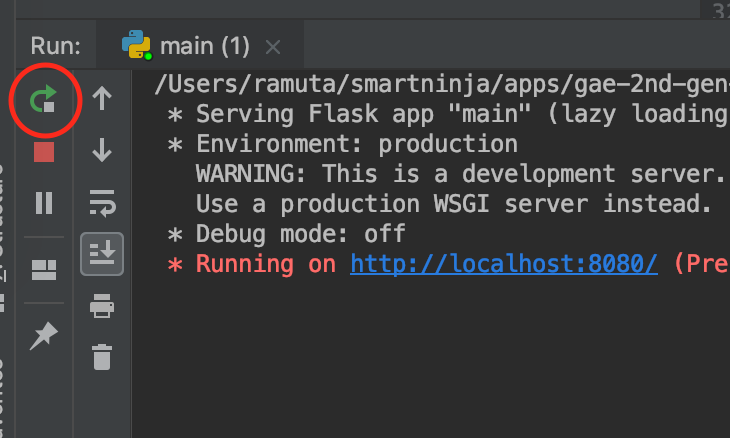 32
Run: main (1)
/Users/ramuta/smartninja/apps/gae-2nd-gen-
* Serving Flask app "main" (lazy loading
* Environment: production
WARNING: This is a development server.
Use a production WSGI server instead.
* Debug mode: off
* Running on http://localhost:8080/ (Pre